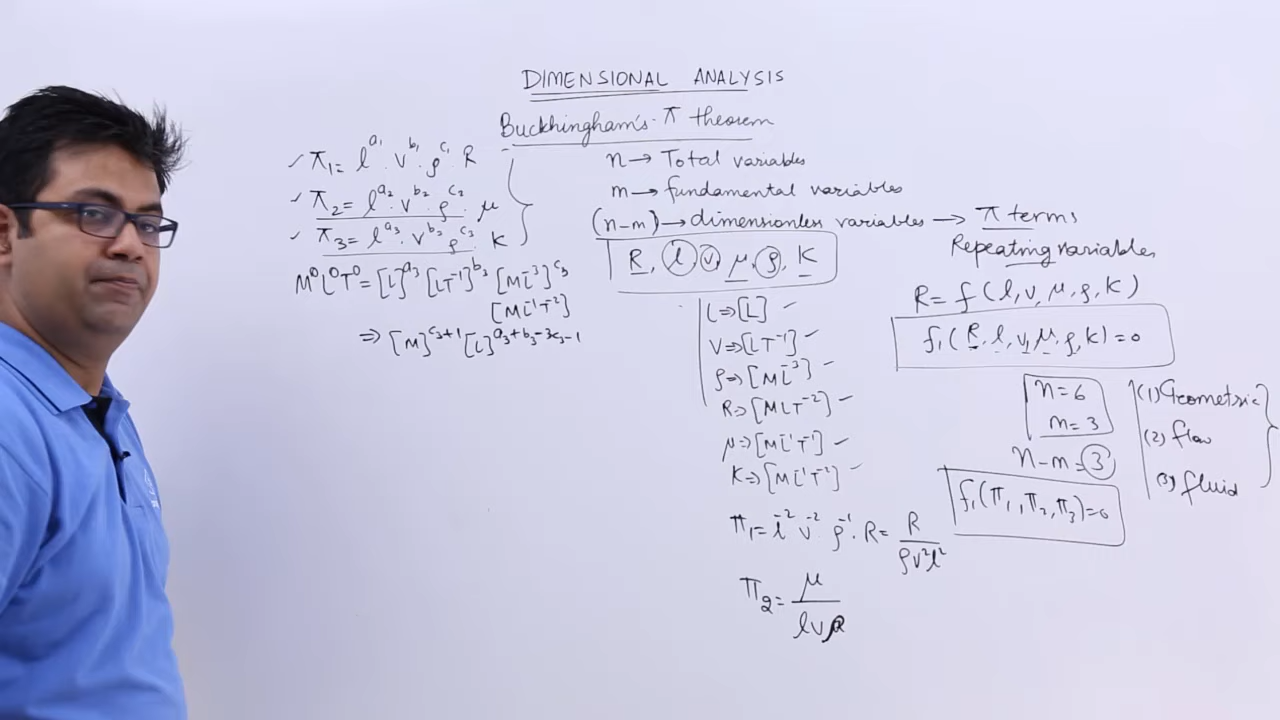 DIMENSIONAL ANALYSIS
Buckhingham's π theorem
n → Total variables
m → fundamental variables
(n-m) → dimensionless variables → π terms
Repeating variables
π₁ = l^a₁ . v^b₁ . ρ^c₁ . R
π₂ = l^a₂ . v^b₂ . ρ^c₂ . μ
π₃ = l^a₃ . v^b₃ ρ^c₃ . K
M⁰L⁰T⁰ = [L]^a₃ [LT⁻¹]^b₃ [ML⁻³]^c₃
[ML⁻¹T⁻²]
⇒ [M]^c₃+1 [L]^a₃+b₃-3c₃-1
R, l, v, μ, ρ, K
l ⇒ [L]
V ⇒ [LT⁻¹]
ρ ⇒ [ML⁻³]
R ⇒ [MLT⁻²]
μ ⇒ [ML⁻¹T⁻¹]
K ⇒ [ML⁻¹T⁻²]
π₁ = l⁻² v⁻² ρ⁻¹ . R = R / ρv²l²
π₂ = μ / lvρ
R = f (l, v, μ, ρ, K)
f₁ (R, l, v, μ, ρ, K) = 0
n = 6
m = 3
n-m = 3
f₁(π₁, π₂, π₃) = 0
(1) Geometric
(2) flow
(3) fluid